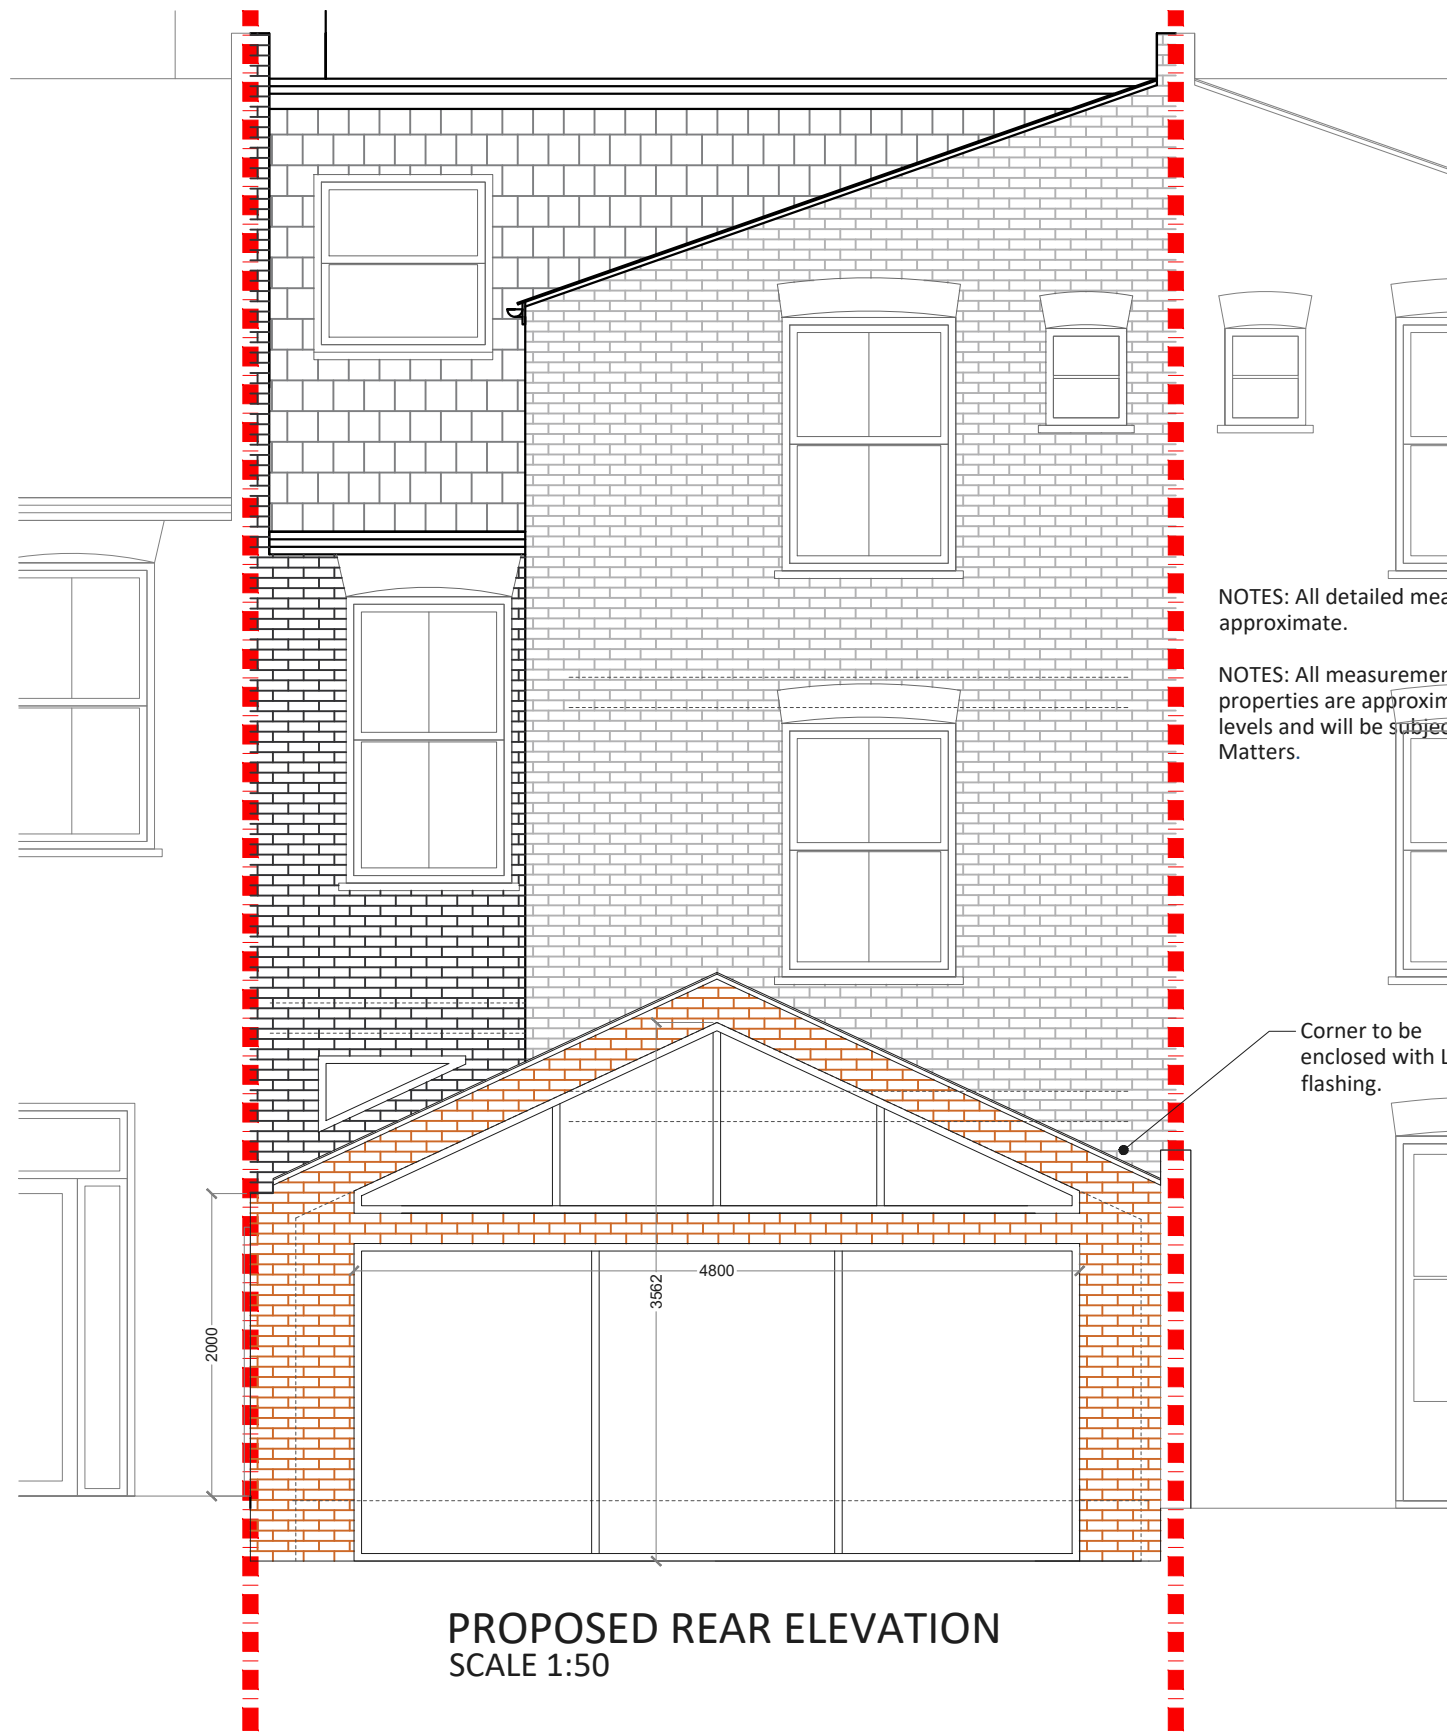 NOTES: All detailed mea
approximate.
NOTES: All measuremen
properties are approxim
levels and will be subjec
Matters.
Corner to be
enclosed with L
flashing.
4800
3562
2000
PROPOSED REAR ELEVATION
SCALE 1:50